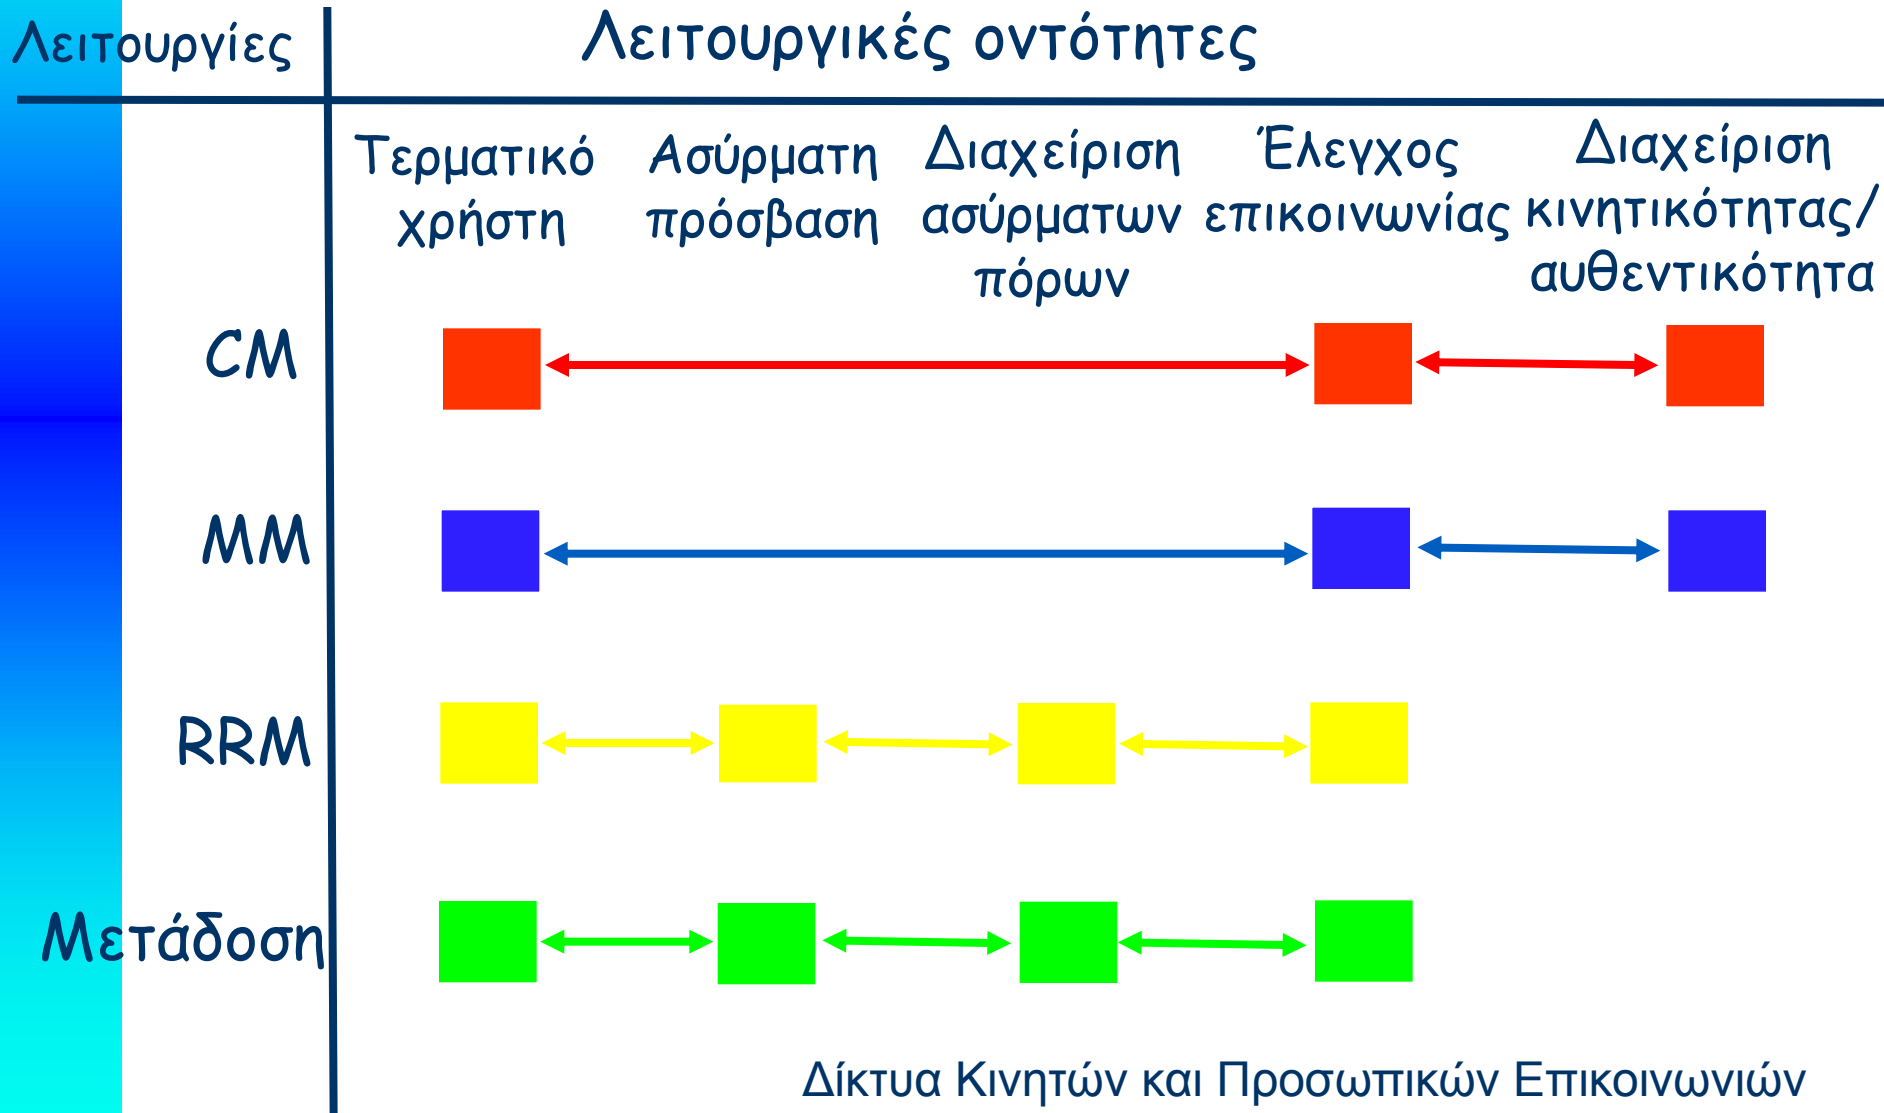 Λειτουργίες
Λειτουργικές οντότητες
Τερματικό
χρήστη
Ασύρματη
πρόσβαση
Διαχείριση
ασύρματων
πόρων
Έλεγχος
επικοινωνίας
Διαχείριση
κινητικότητας/
αυθεντικότητα
CM
MM
RRM
Μετάδοση
Δίκτυα Κινητών και Προσωπικών Επικοινωνιών